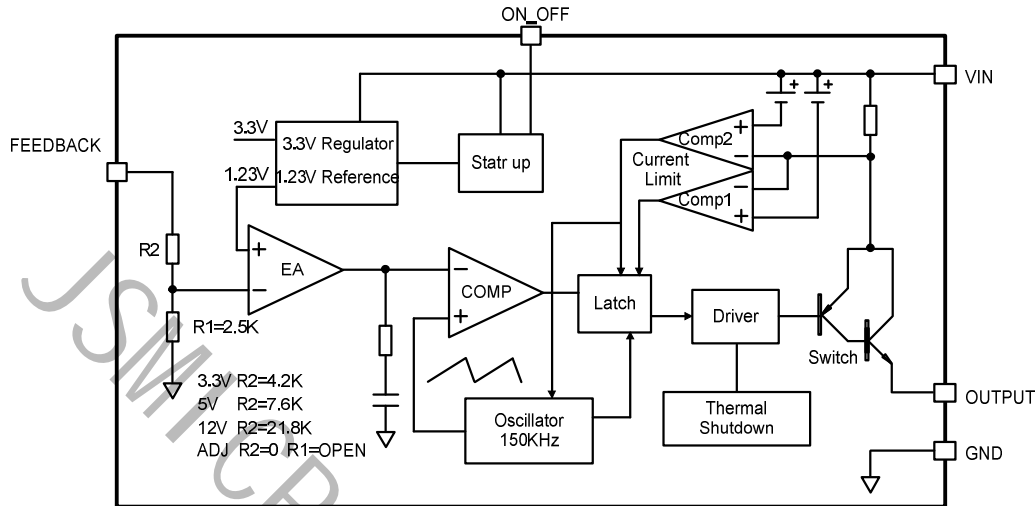 ON_OFF
VIN
FEEDBACK
3.3V
3.3V Regulator
1.23V
1.23V Reference
Statr up
Comp2
Current
Limit
Comp1
R2
EA
COMP
Latch
Driver
Switch
R1=2.5K
3.3V R2=4.2K
5V R2=7.6K
12V R2=21.8K
ADJ R2=0 R1=OPEN
Oscillator
150KHz
Thermal
Shutdown
OUTPUT
GND
JSMICR